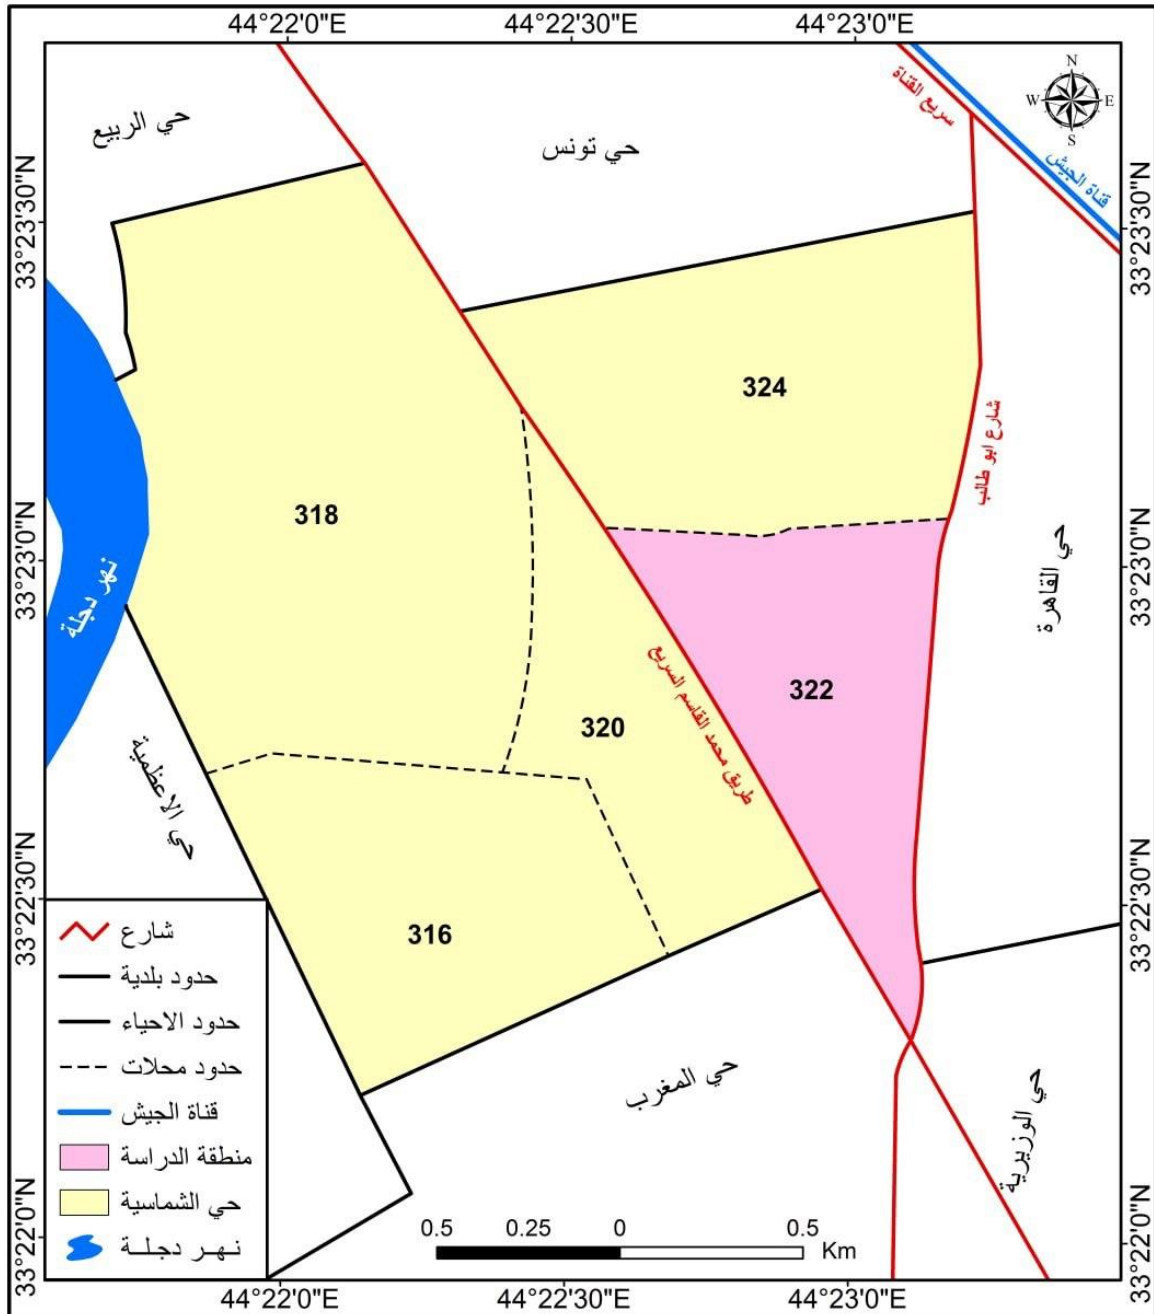 44°22'0"E
44°22'30"E
44°23'0"E
N
W
E
S
سريع القناة
قناة الجيش
حي الربيع
حي تونس
33°23'30"N
33°23'30"N
324
شارع ابو طالب
318
33°23'0"N
33°23'0"N
حي القاهرة
نهر دجلة
طريق محمد القاسم السريع
322
320
حي الاعظمية
33°22'30"N
33°22'30"N
316
شارع
حدود بلدية
حدود الاحياء
حدود محلات
قناة الجيش
منطقة الدراسة
حي الشماسية
نهر دجلة
حي المغرب
حي الوزيرية
0.5 0.25 0 0.5
Km
33°22'0"N
33°22'0"N
44°22'0"E
44°22'30"E
44°23'0"E